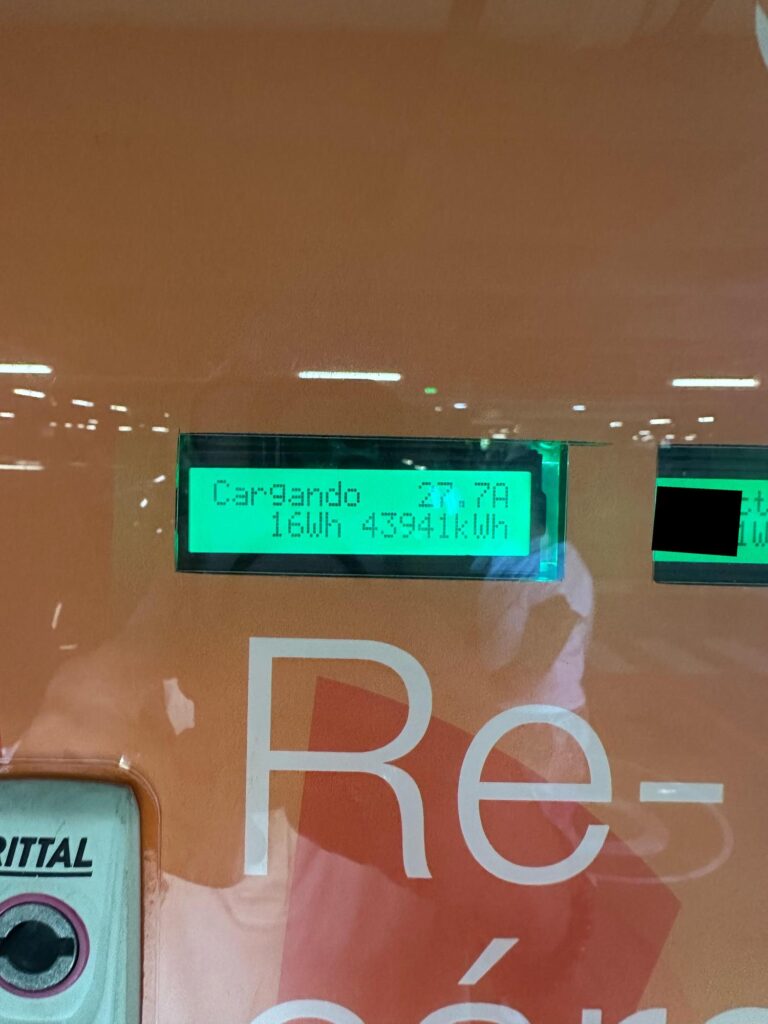 Cargando 27.7A
16Wh 43941kWh
Re-
RITTAL